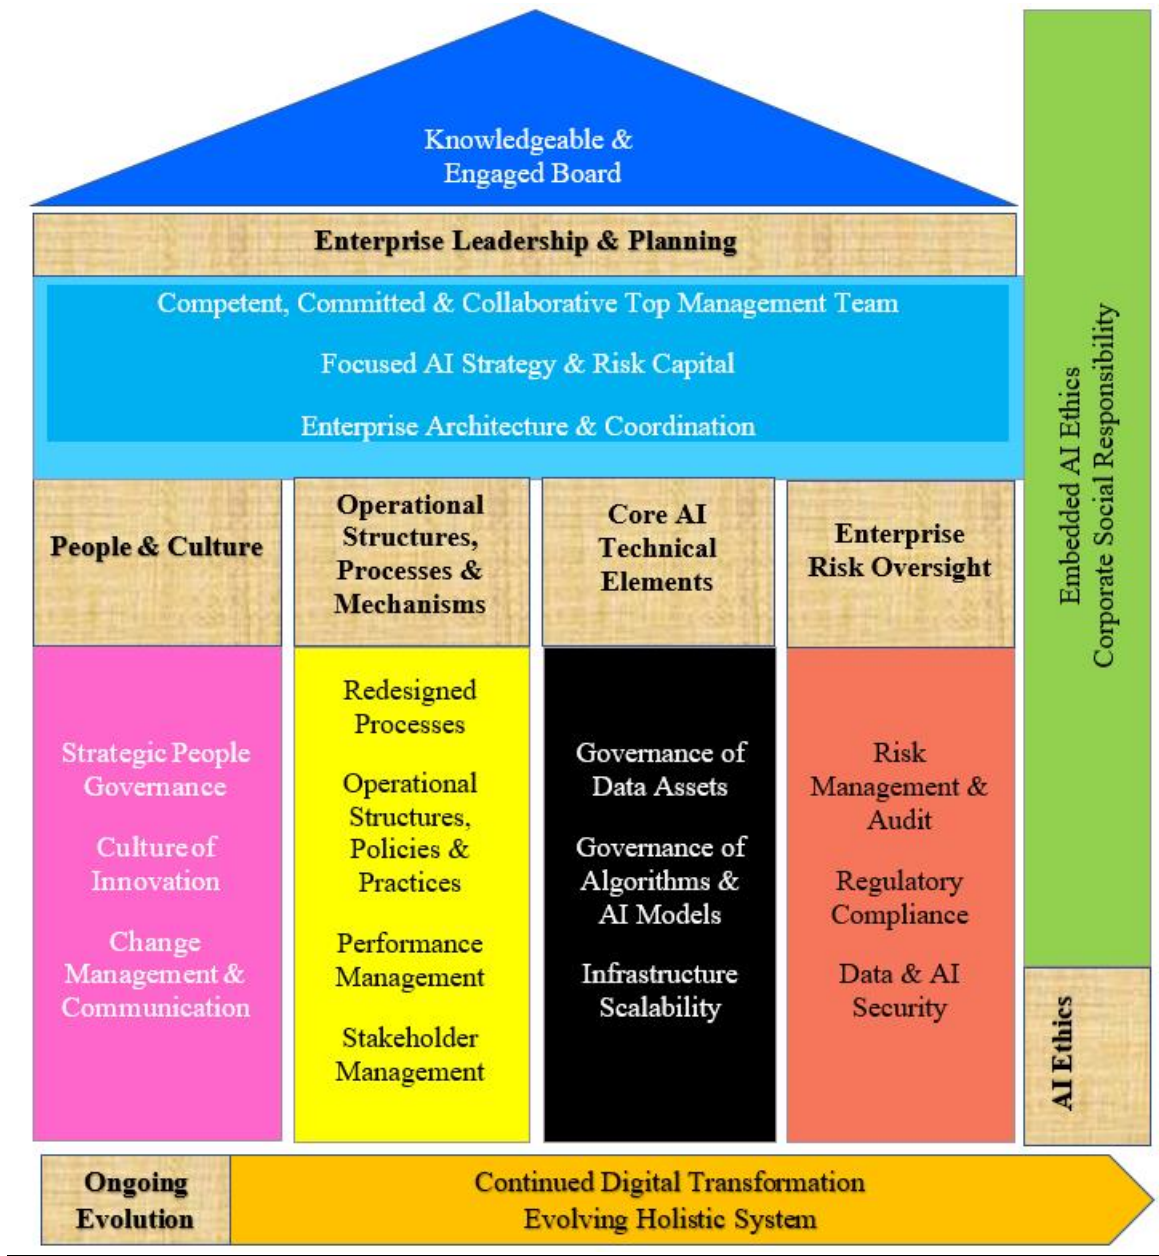 Knowledgeable &
Engaged Board
Enterprise Leadership & Planning
Competent, Committed & Collaborative Top Management Team
Focused AI Strategy & Risk Capital
Enterprise Architecture & Coordination
People & Culture
Strategic People
Governance
Culture of
Innovation
Change
Management &
Communication
Operational
Structures,
Processes &
Mechanisms
Redesigned
Processes
Operational
Structures,
Policies &
Practices
Performance
Management
Stakeholder
Management
Core AI
Technical
Elements
Governance of
Data Assets
Governance of
Algorithms &
AI Models
Infrastructure
Scalability
Enterprise
Risk Oversight
Risk
Management &
Audit
Regulatory
Compliance
Data & AI
Security
Embedded AI Ethics
Corporate Social Responsibility
AI Ethics
Ongoing
Evolution
Continued Digital Transformation
Evolving Holistic System